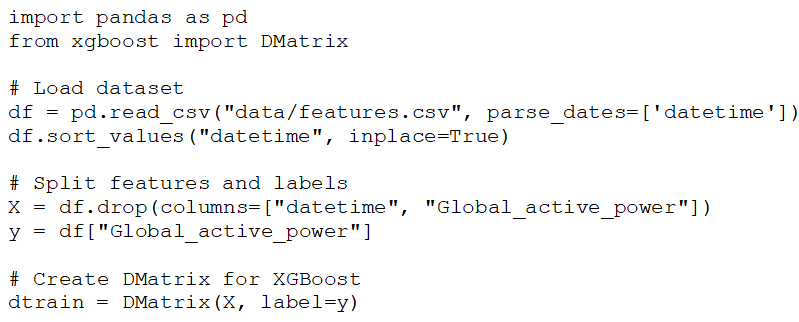 import pandas as pd
from xgboost import DMatrix
# Load dataset
df = pd.read_csv("data/features.csv", parse_dates=['datetime'])
df.sort_values("datetime", inplace=True)
# Split features and labels
X = df.drop(columns=["datetime", "Global_active_power"])
y = df["Global_active_power"]
# Create DMatrix for XGBoost
dtrain = DMatrix(X, label=y)